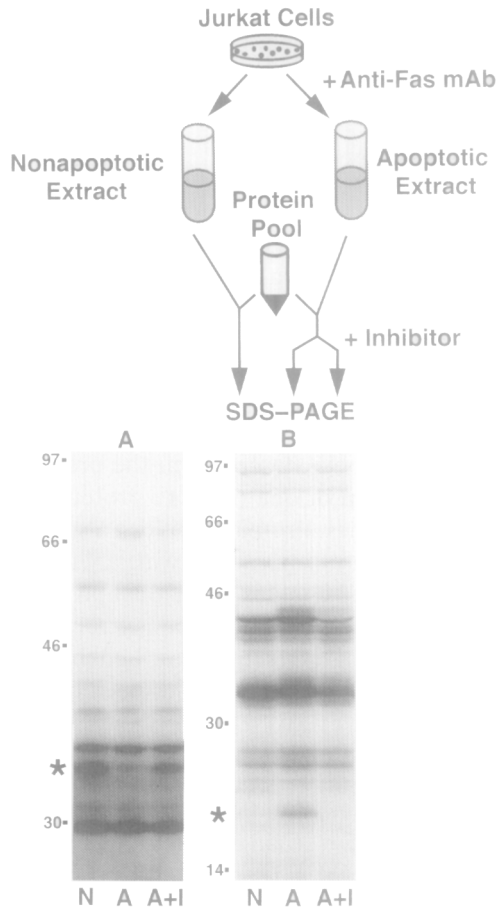 Jurkat Cells
+ Anti-Fas mAb
Nonapoptotic
Extract
Apoptotic
Extract
Protein
Pool
+ Inhibitor
SDS–PAGE
A
97
66
46
*
30
N A A+I
B
97
66
46
30
*
14
N A A+I